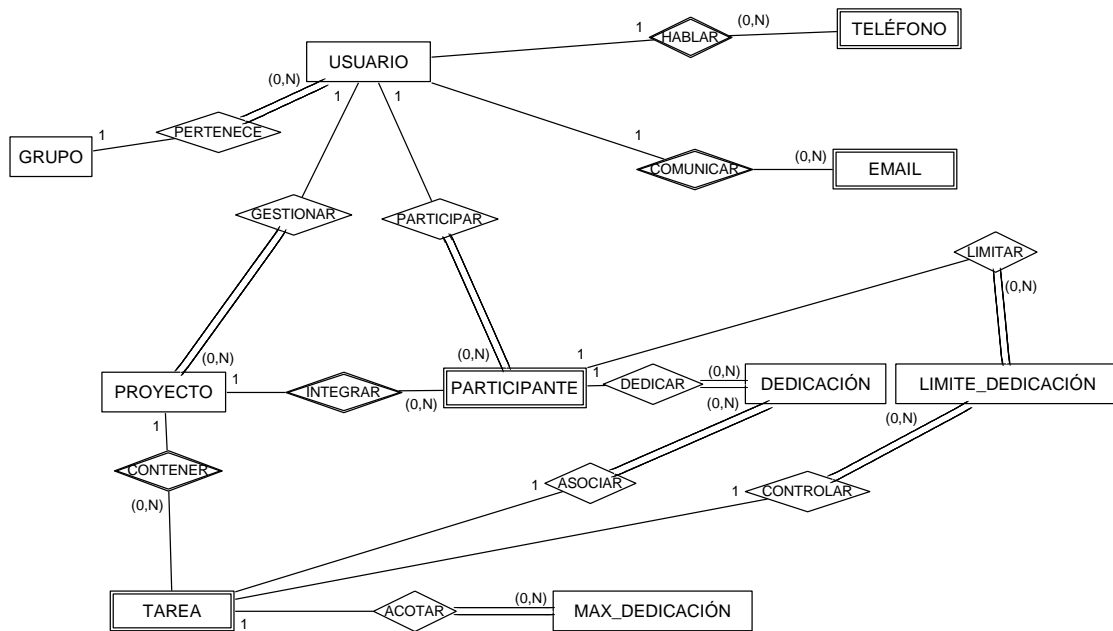 1
HABLAR
(0,N)
TELÉFONO
USUARIO
(0,N)
1
1
1
PERTENECE
GRUPO
1
COMUNICAR
(0,N)
EMAIL
GESTIONAR
PARTICIPAR
LIMITAR
(0,N)
(0,N)
(0,N)
1
PROYECTO
1
INTEGRAR
(0,N)
PARTICIPANTE
1
DEDICAR
(0,N)
DEDICACIÓN
LIMITE_DEDICACIÓN
(0,N)
(0,N)
1
CONTENER
(0,N)
1
ASOCIAR
1
CONTROLAR
TAREA
1
ACOTAR
(0,N)
MAX_DEDICACIÓN